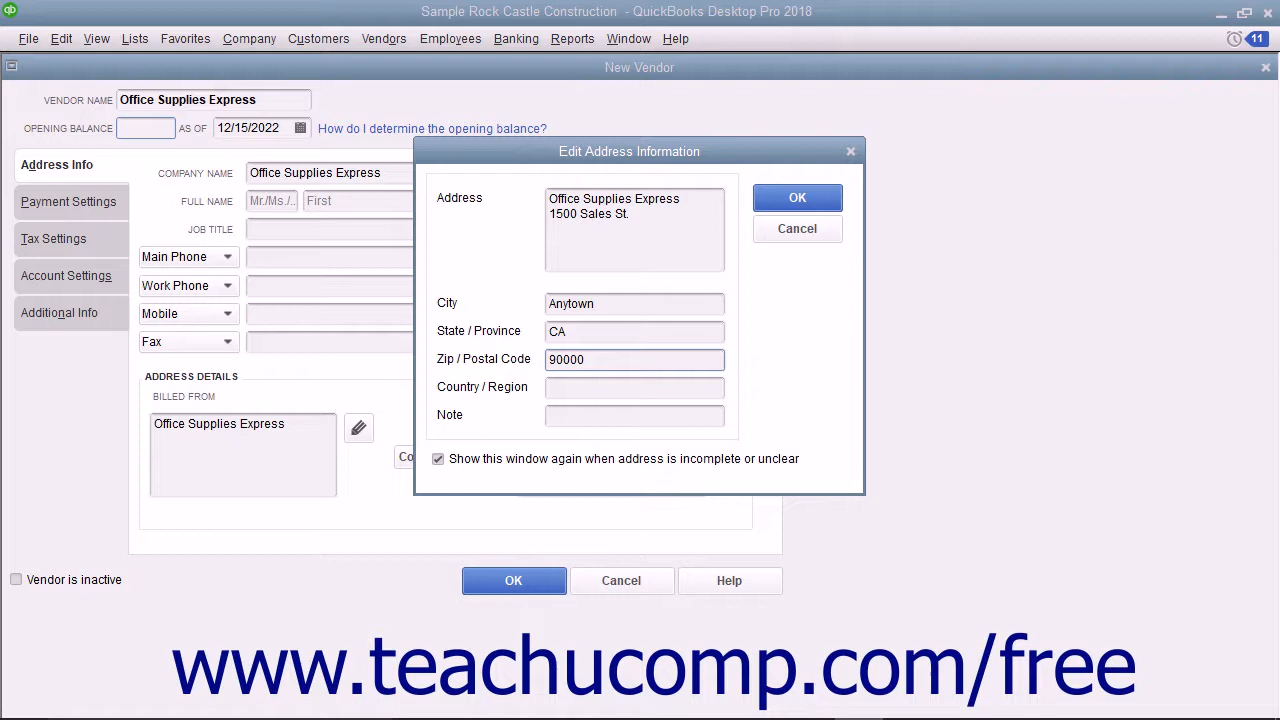 Sample Rock Castle Construction - QuickBooks Desktop Pro 2018
File Edit View Lists Favorites Company Customers Vendors Employees Banking Reports Window Help 11
New Vendor
VENDOR NAME Office Supplies Express
OPENING BALANCE AS OF 12/15/2022 How do I determine the opening balance?
Address Info
Payment Settings
Tax Settings
Account Settings
Additional Info
COMPANY NAME Office Supplies Express
FULL NAME Mr./Ms./.. First
JOB TITLE
Main Phone
Work Phone
Mobile
Fax
ADDRESS DETAILS
BILLED FROM
Office Supplies Express
Co
Edit Address Information
Address Office Supplies Express
1500 Sales St.
City Anytown
State / Province CA
Zip / Postal Code 90000
Country / Region
Note
Show this window again when address is incomplete or unclear
OK
Cancel
Vendor is inactive
OK Cancel Help
www.teachucomp.com/free